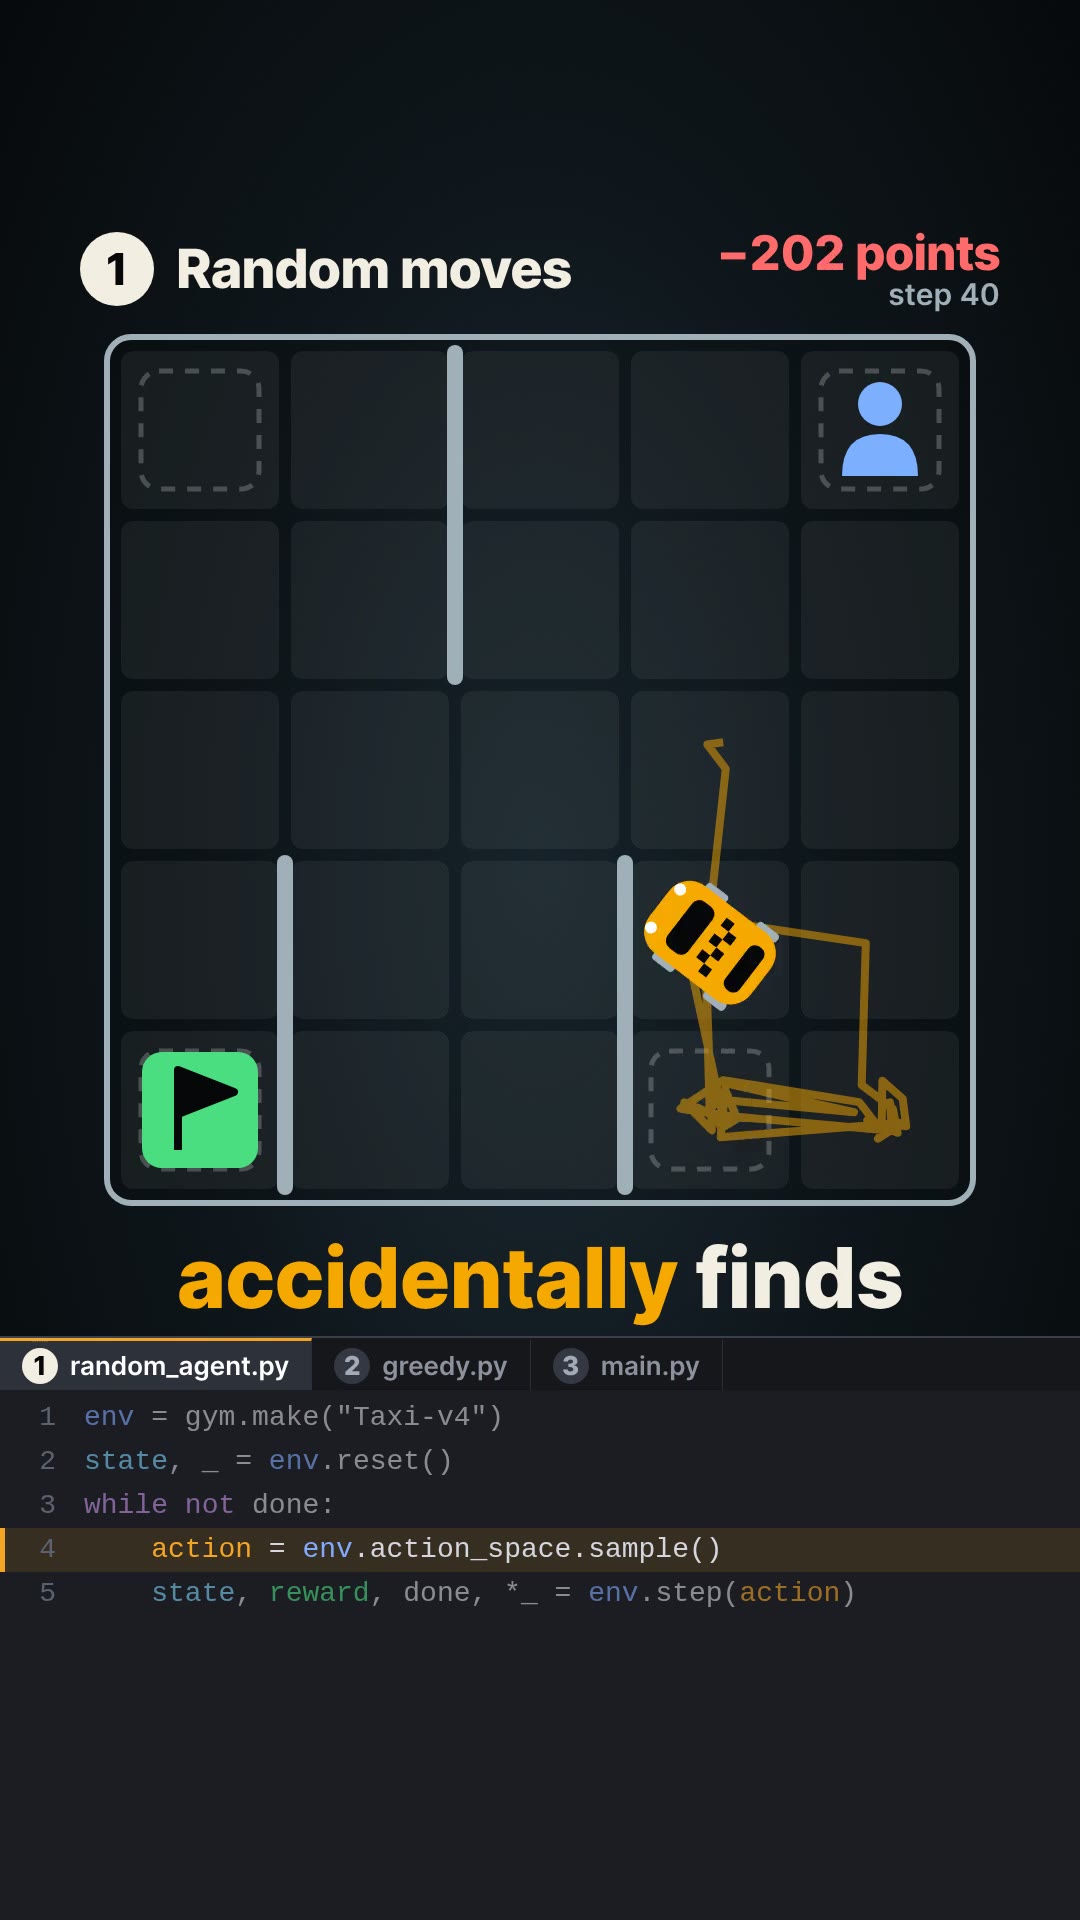 1 Random moves
−202 points
step 40
accidentally finds
1 random_agent.py 2 greedy.py 3 main.py
1 env = gym.make("Taxi-v4")
2 state, _ = env.reset()
3 while not done:
4     action = env.action_space.sample()
5     state, reward, done, *_ = env.step(action)